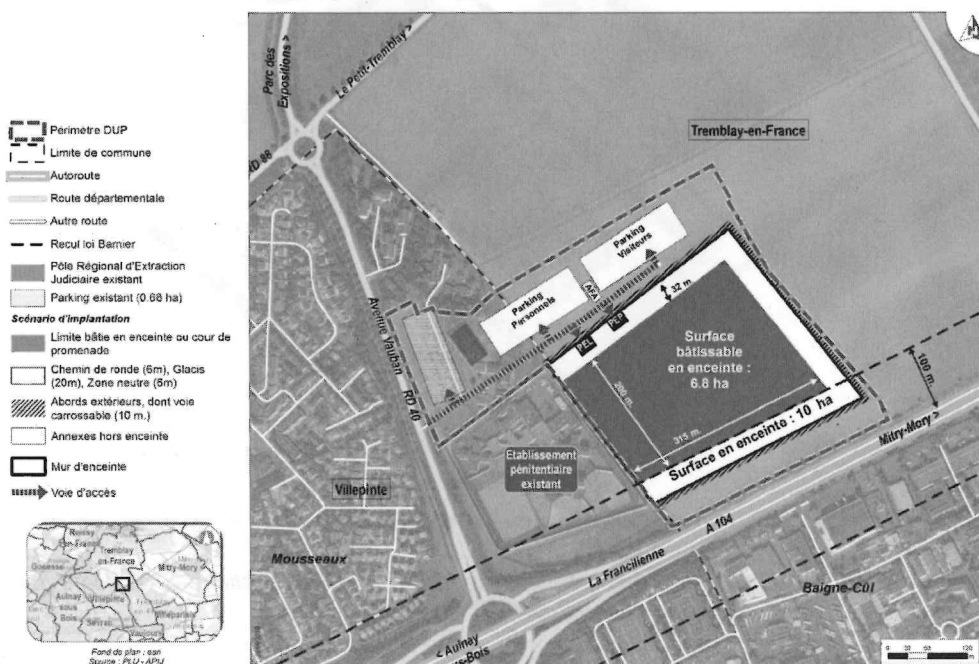 Périmètre DUP
Limite de commune
Autoroute
Route départementale
Autre route
Recul loi Barnier
Pôle Régional d'Extraction
Judiciaire existant
Parking existant (0.68 ha)
Scénario d'implantation
Limite bâtie en enceinte ou cour de
promenade
Chemin de ronde (6m), Glacis
(20m), Zone neutre (6m)
Abords extérieurs, dont voie
carrossable (10 m.)
Annexes hors enceinte
Mur d'enceinte
Voie d'accès
Tremblay
en-France
Mitry-Mory
Aulnay
sous
Bois
Villepinte
Sevran
Fond de plan : ign
Source : PLU - APIJ
Parc des
Expositions >
Le Petit-Tremblay >
RD 88
Tremblay-en-France
Parking
Visiteurs
Parking
Personnels
AFA
32 m
PEP
PEL
Avenue Vauban
RD 40
Surface
bâtissable
en enceinte :
6.8 ha
200 m.
315 m.
100 m.
Surface en enceinte : 10 ha
Etablissement
pénitentiaire
existant
Villepinte
Mousseaux
Mitry-Mory >
A 104
La Francilienne
Baigne-Cûl
< Aulnay